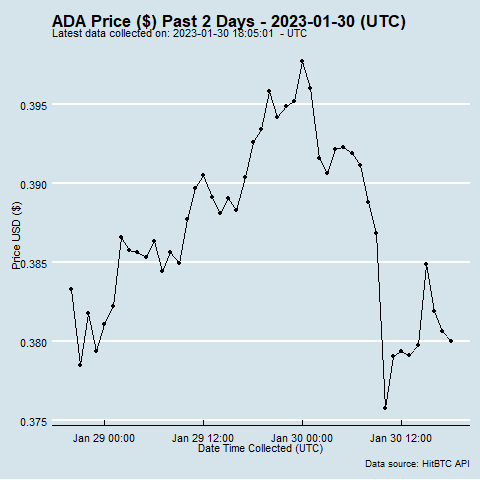 ADA Price ($) Past 2 Days - 2023-01-30 (UTC)
Latest data collected on: 2023-01-30 18:05:01 - UTC
Price USD ($)
0.395
0.390
0.385
0.380
0.375
Jan 29 00:00 Jan 29 12:00 Jan 30 00:00 Jan 30 12:00
Date Time Collected (UTC)
Data source: HitBTC API